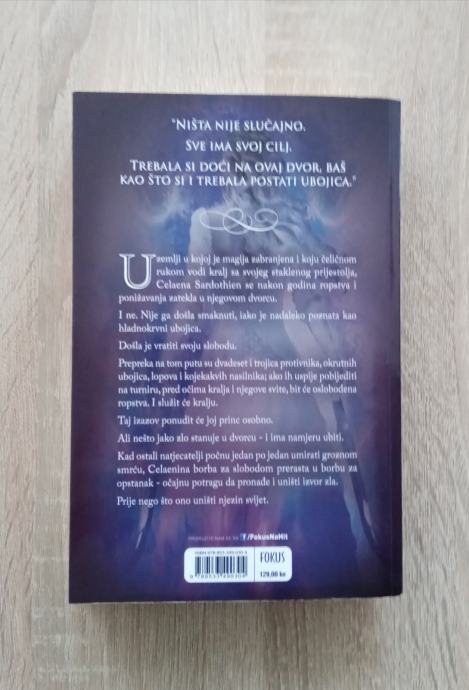 "NIŠTA NIJE SLUČAJNO.
SVE IMA SVOJ CILJ.
TREBALA SI DOĆI NA OVAJ DVOR, BAŠ
KAO ŠTO SI I TREBALA POSTATI UBOJICA."
U zemlji u kojoj je magija zabranjena i koju čeličnom
rukom vodi kralj sa svojeg staklenog prijestolja,
Celaena Sardothien se nakon godina ropstva i
ponižavanja zatekla u njegovom dvorcu.
I ne. Nije ga došla smaknuti, iako je nadaleko poznata kao
hladnokrvni ubojica.
Došla je vratiti svoju slobodu.
Prepreka na tom putu su dvadeset i trojica protivnika, okrutnih
ubojica, lopova i kojekakvih nasilnika; ako ih uspije pobijediti
na turniru, pred očima kralja i njegove svite, bit će oslobođena
ropstva. I služit će kralju.
Taj izazov ponudit će joj princ osobno.
Ali nešto jako zlo stanuje u dvorcu - i ima namjeru ubiti.
Kad ostali natjecatelji počnu jedan po jedan umirati groznom
smrću, Celaenina borba za slobodom prerasta u borbu za
opstanak - očajnu potragu da pronađe i uništi izvor zla.
Prije nego što ono uništi njezin svijet.
PRIDRUŽITE NAM SE NA f/FokusNaHit
FOKUS
129,00 kn